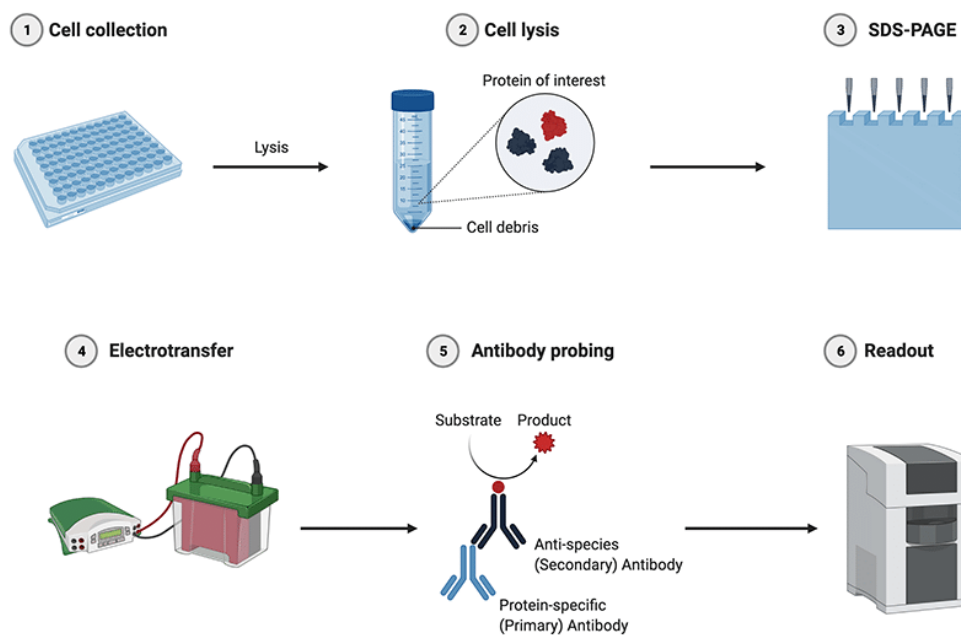 1 Cell collection
2 Cell lysis
3 SDS-PAGE
Protein of interest
Lysis
Cell debris
4 Electrotransfer
5 Antibody probing
6 Readout
Substrate Product
Anti-species
(Secondary) Antibody
Protein-specific
(Primary) Antibody